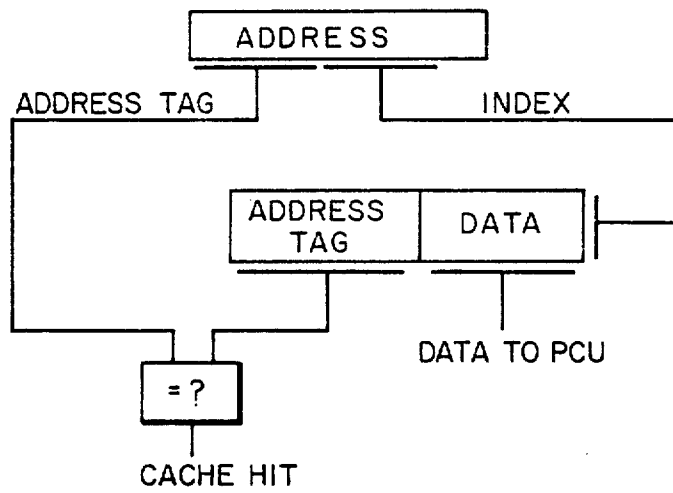 ADDRESS
ADDRESS TAG
INDEX
ADDRESS
TAG
DATA
DATA TO PCU
= ?
CACHE HIT